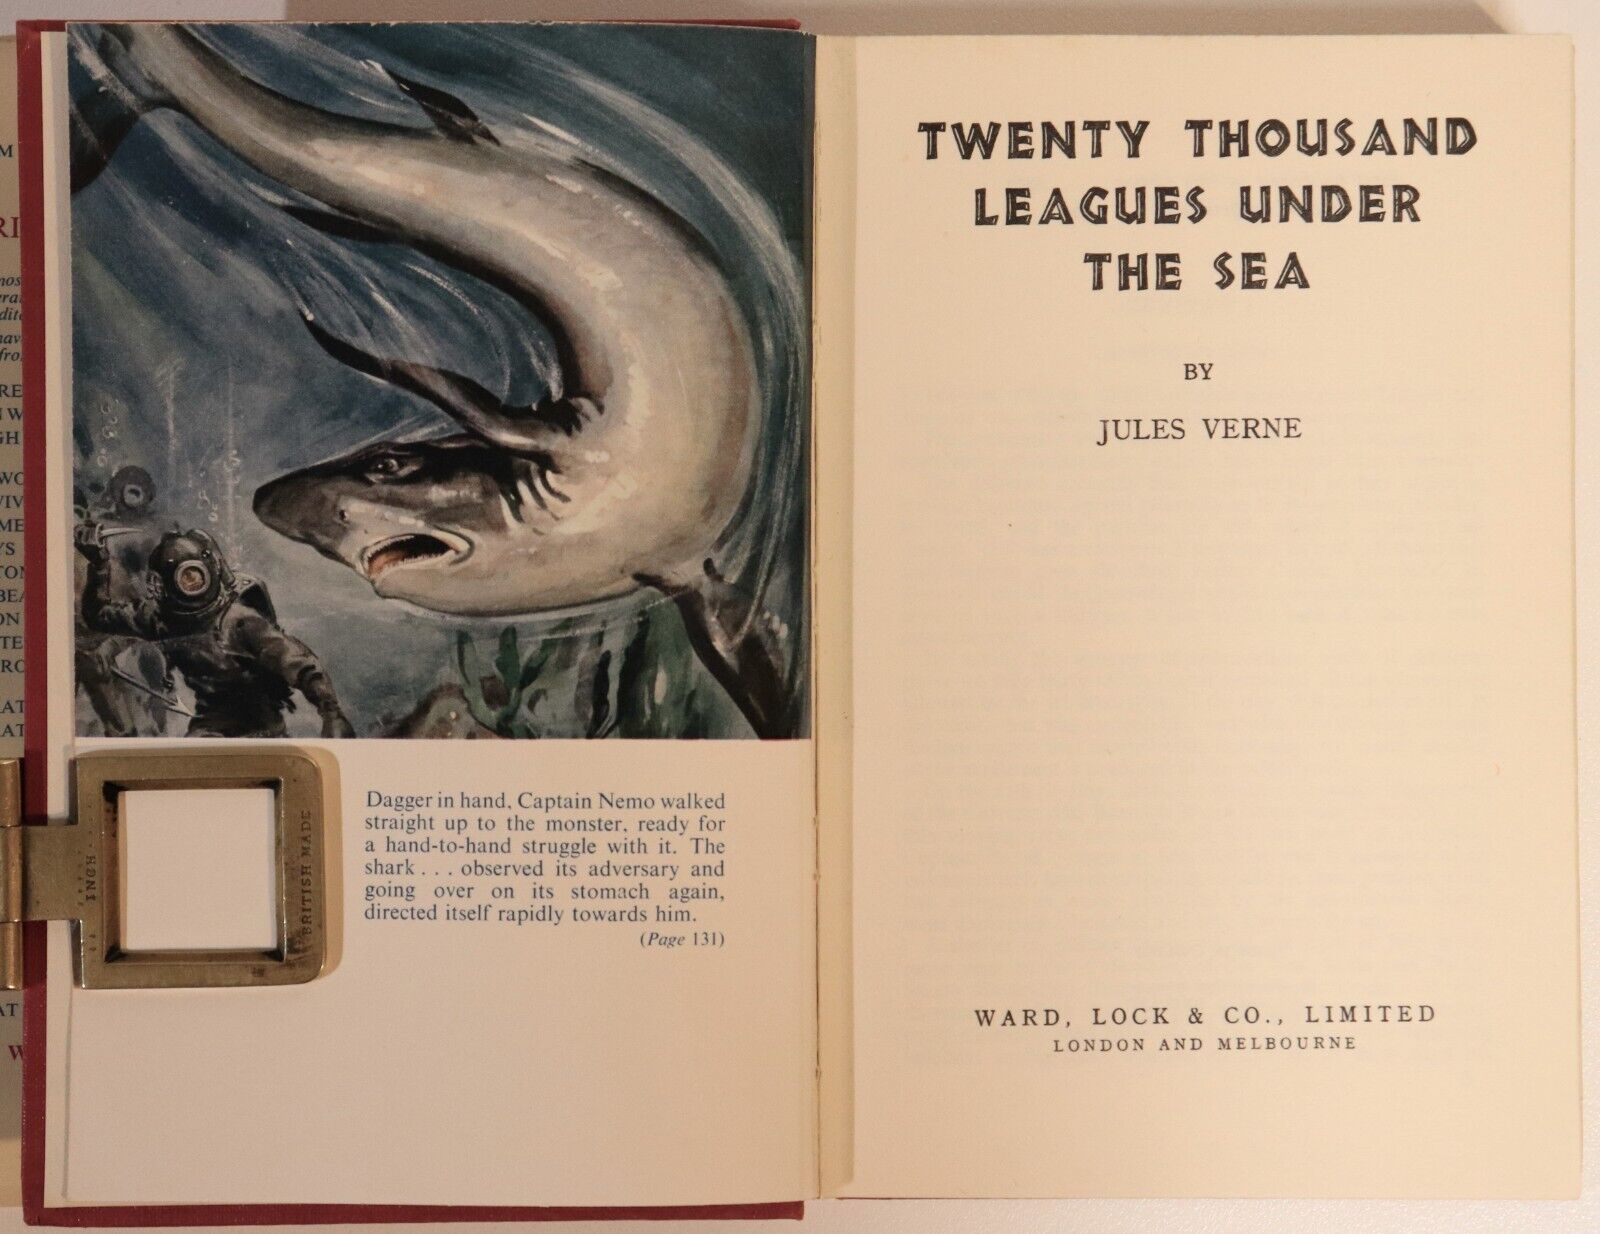 TWENTY THOUSAND
LEAGUES UNDER
THE SEA
BY
JULES VERNE
WARD, LOCK & CO., LIMITED
LONDON AND MELBOURNE
Dagger in hand, Captain Nemo walked
straight up to the monster, ready for
a hand-to-hand struggle with it. The
shark . . . observed its adversary and
going over on its stomach again,
directed itself rapidly towards him.
(Page 131)
INCH
BRITISH MADE